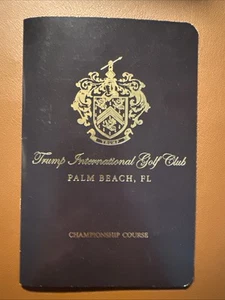 Trump International Golf Club
PALM BEACH, FL
CHAMPIONSHIP COURSE